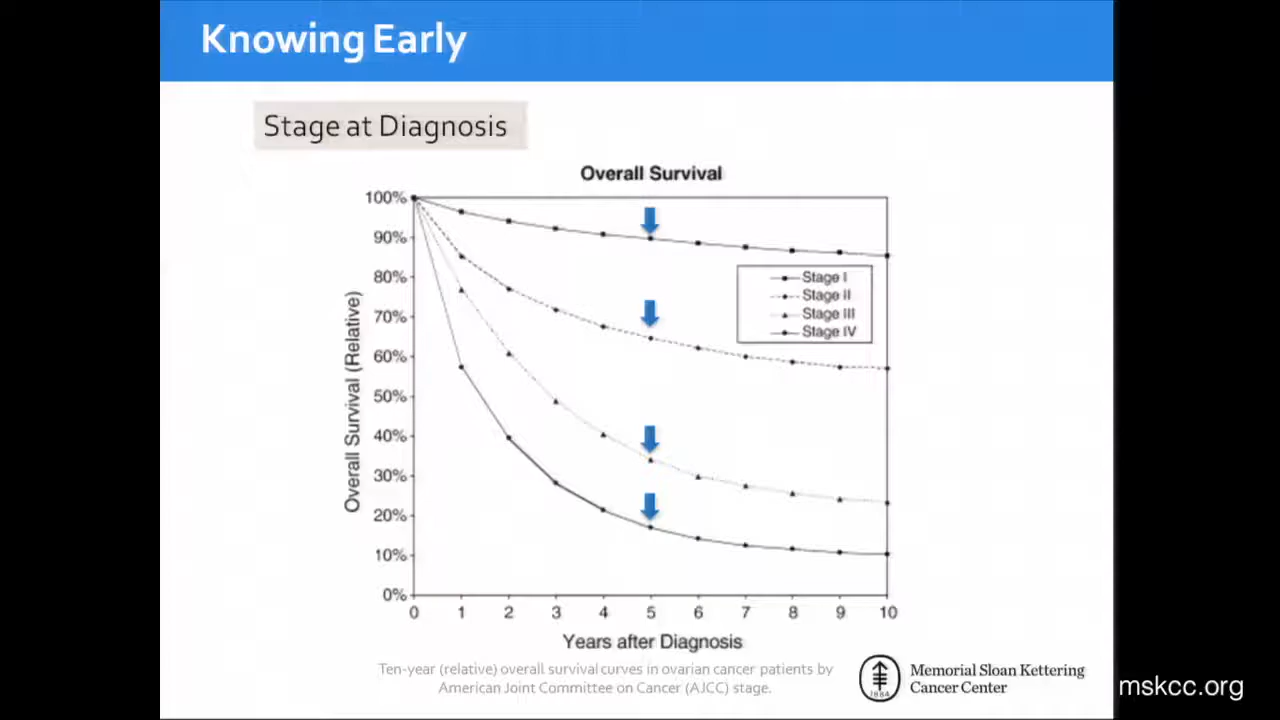 Knowing Early
Stage at Diagnosis
Overall Survival
100%
90%
80%
70%
60%
50%
40%
30%
20%
10%
0%
Overall Survival (Relative)
Stage I
Stage II
Stage III
Stage IV
0 1 2 3 4 5 6 7 8 9 10
Years after Diagnosis
Ten-year (relative) overall survival curves in ovarian cancer patients by
American Joint Committee on Cancer (AJCC) stage.
1884
Memorial Sloan Kettering
Cancer Center
mskcc.org